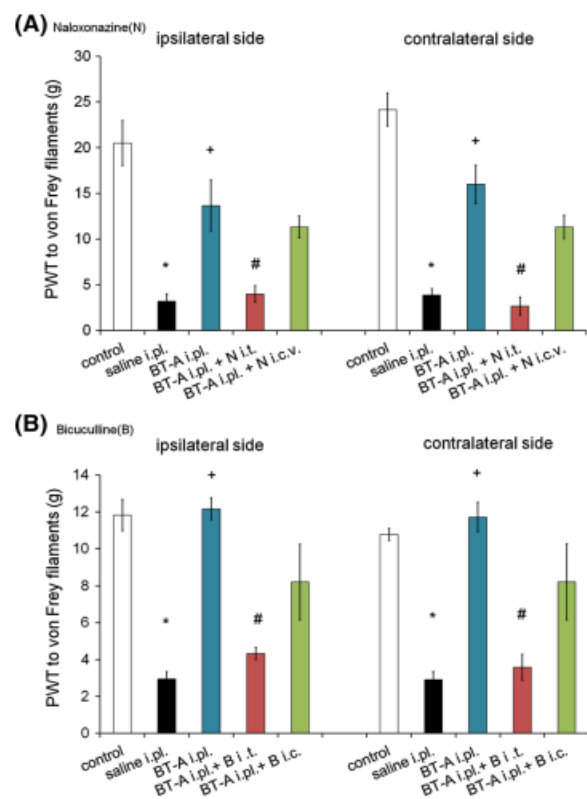 (A) Naloxonazine(N)
ipsilateral side contralateral side
PWT to von Frey filaments (g)
30
25
20
15
10
5
0
+ +
* # * #
control saline i.pl. BT-A i.pl. BT-A i.pl. + N i.t. BT-A i.pl. + N i.c.v. control saline i.pl. BT-A i.pl. BT-A i.pl. + N i.t. BT-A i.pl. + N i.c.v.
(B) Bicuculline(B)
ipsilateral side contralateral side
PWT to von Frey filaments (g)
14
12
10
8
6
4
2
0
+ +
* # * #
control saline i.pl. BT-A i.pl. BT-A i.pl.+ B i .t. BT-A i.pl.+ B i.c. control saline i.pl. BT-A i.pl. BT-A i.pl.+ B i.t. BT-A i.pl.+ B i.c.